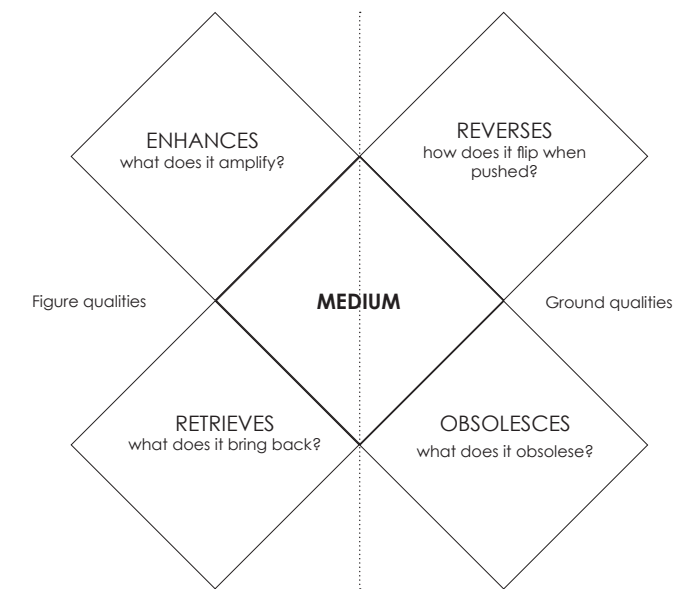 ENHANCES
what does it amplify?
REVERSES
how does it flip when
pushed?
Figure qualities
MEDIUM
Ground qualities
RETRIEVES
what does it bring back?
OBSOLESCES
what does it obsolese?